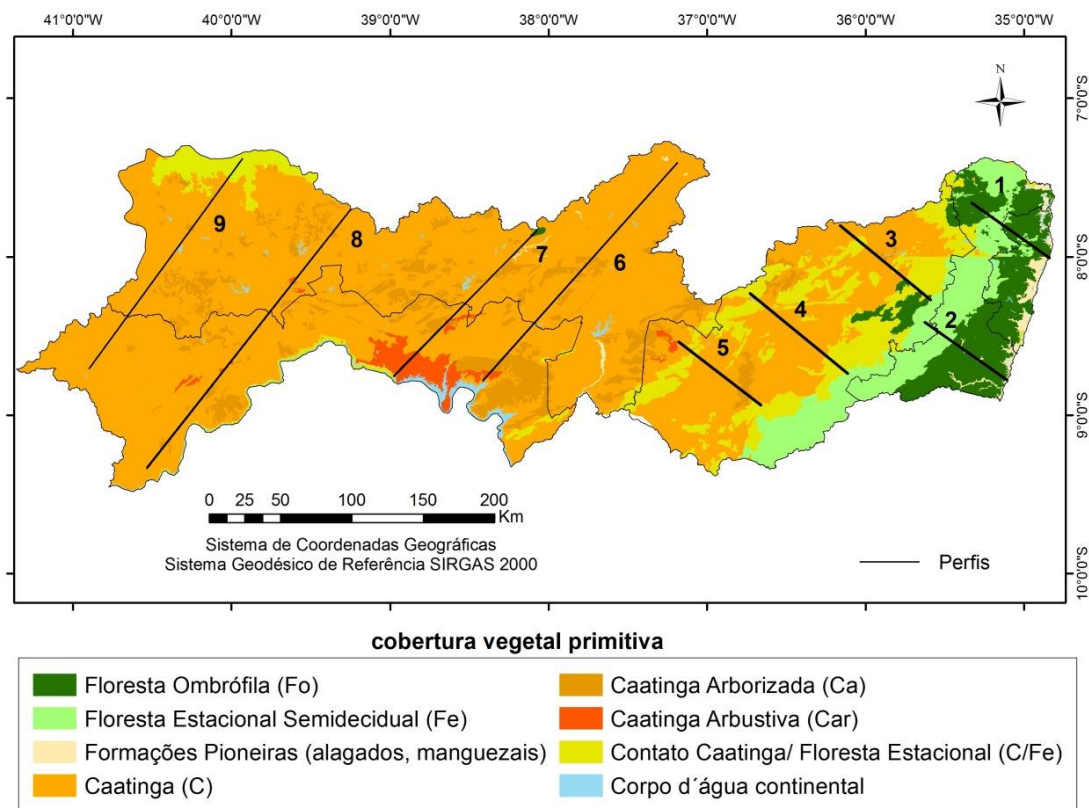 41°0'0"W 40°0'0"W 39°0'0"W 38°0'0"W 37°0'0"W 36°0'0"W 35°0'0"W
N
7°0'0"S
8°0'0"S
9°0'0"S
10°0'0"S
1
2
3
4
5
6
7
8
9
0 25 50 100 150 200
Km
Sistema de Coordenadas Geográficas
Sistema Geodésico de Referência SIRGAS 2000
Perfis
cobertura vegetal primitiva
Floresta Ombrófila (Fo)
Floresta Estacional Semidecidual (Fe)
Formações Pioneiras (alagados, manguezais)
Caatinga (C)
Caatinga Arborizada (Ca)
Caatinga Arbustiva (Car)
Contato Caatinga/ Floresta Estacional (C/Fe)
Corpo d´água continental